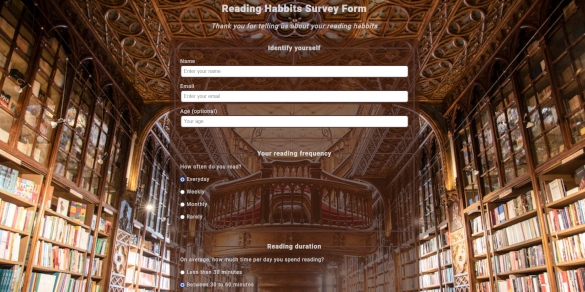 Reading Habbits Survey Form
Thank you for telling us about your reading habbits
Identify yourself
Name
Enter your name
Email
Enter your email
Age (optional)
Your age
Your reading frequency
How often do you read?
Everyday
Weekly
Monthly
Rarely
Reading duration
On average, how much time per day you spend reading?
Less than 30 minutes
Between 30 to 60 minutes